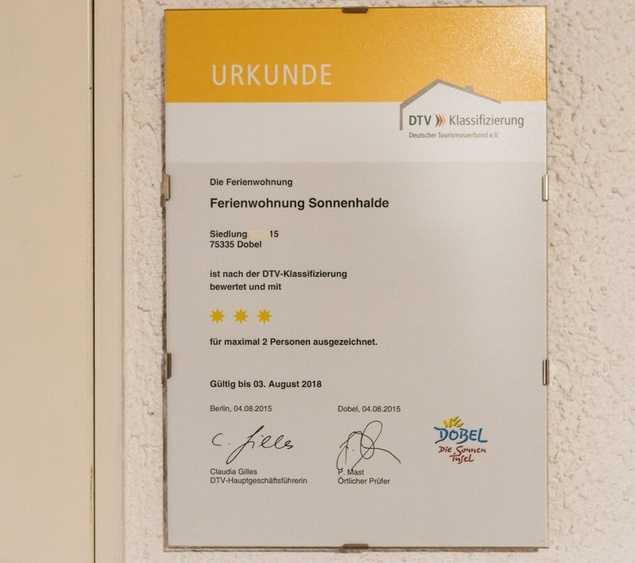 URKUNDE
DTV Klassifizierung
Deutscher Tourismusverband e.V.
Die Ferienwohnung
Ferienwohnung Sonnenhalde
Siedlung 15
75335 Dobel
ist nach der DTV-Klassifizierung
bewertet und mit
für maximal 2 Personen ausgezeichnet.
Gültig bis 03. August 2018
Berlin, 04.08.2015
Dobel, 04.08.2015
C. Gilles
Claudia Gilles
DTV-Hauptgeschäftsführerin
P. Mast
Örtlicher Prüfer
DOBEL
Die Sonnen
Insel